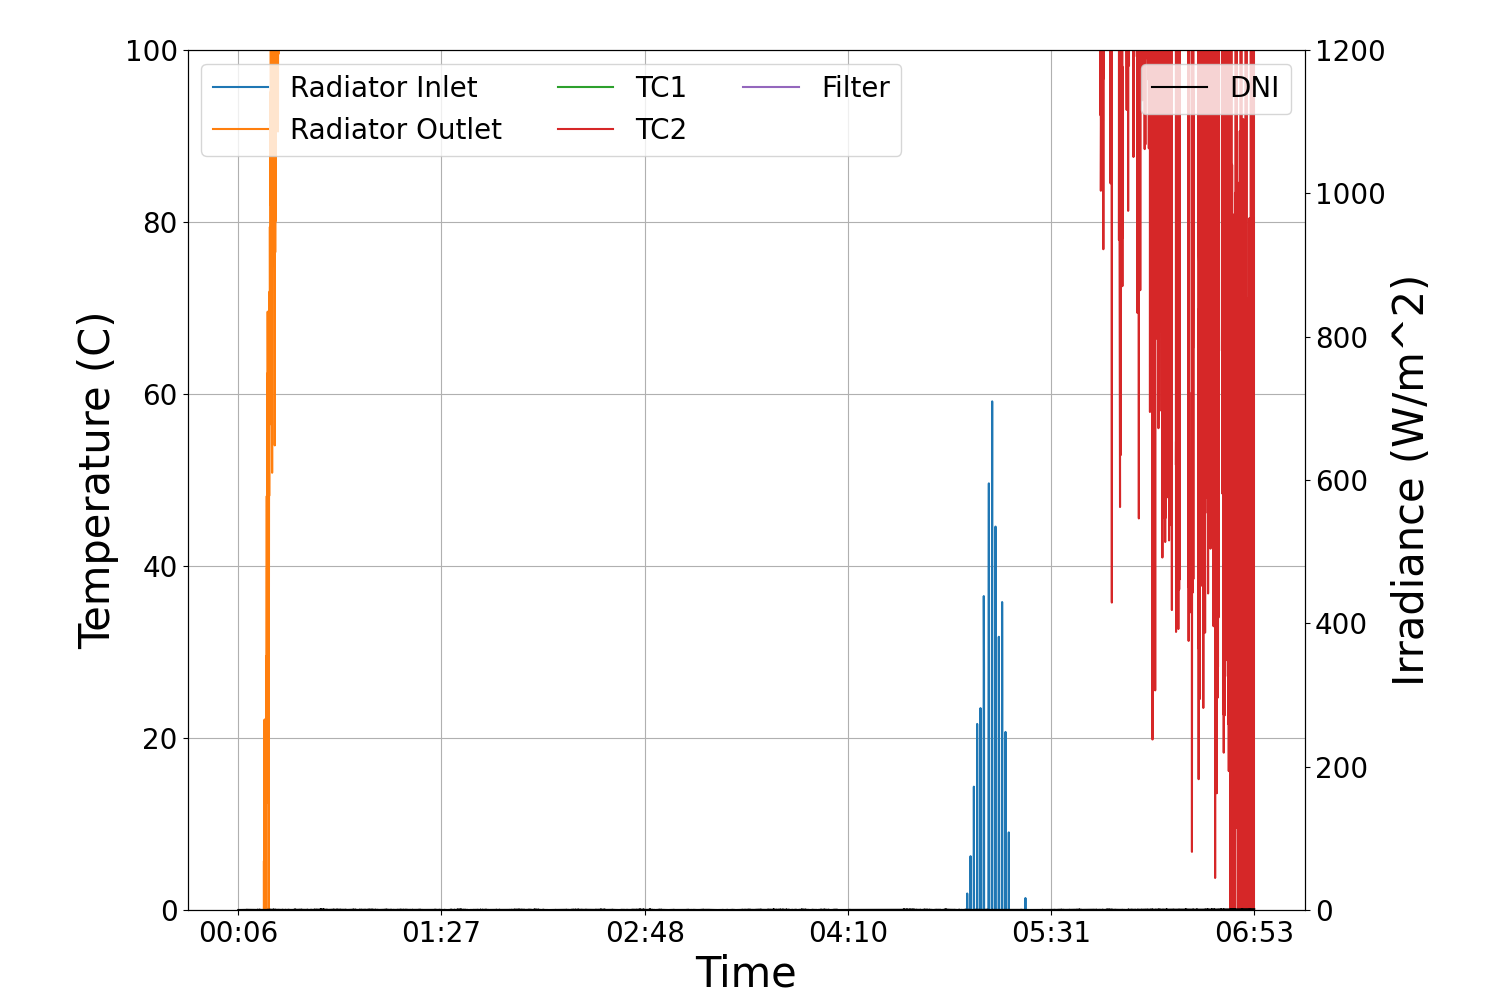 100
80
60
40
20
0
Temperature (C)
Radiator Inlet
Radiator Outlet
TC1
TC2
Filter
DNI
1200
1000
800
600
400
200
0
Irradiance (W/m^2)
00:06 01:27 02:48 04:10 05:31 06:53
Time